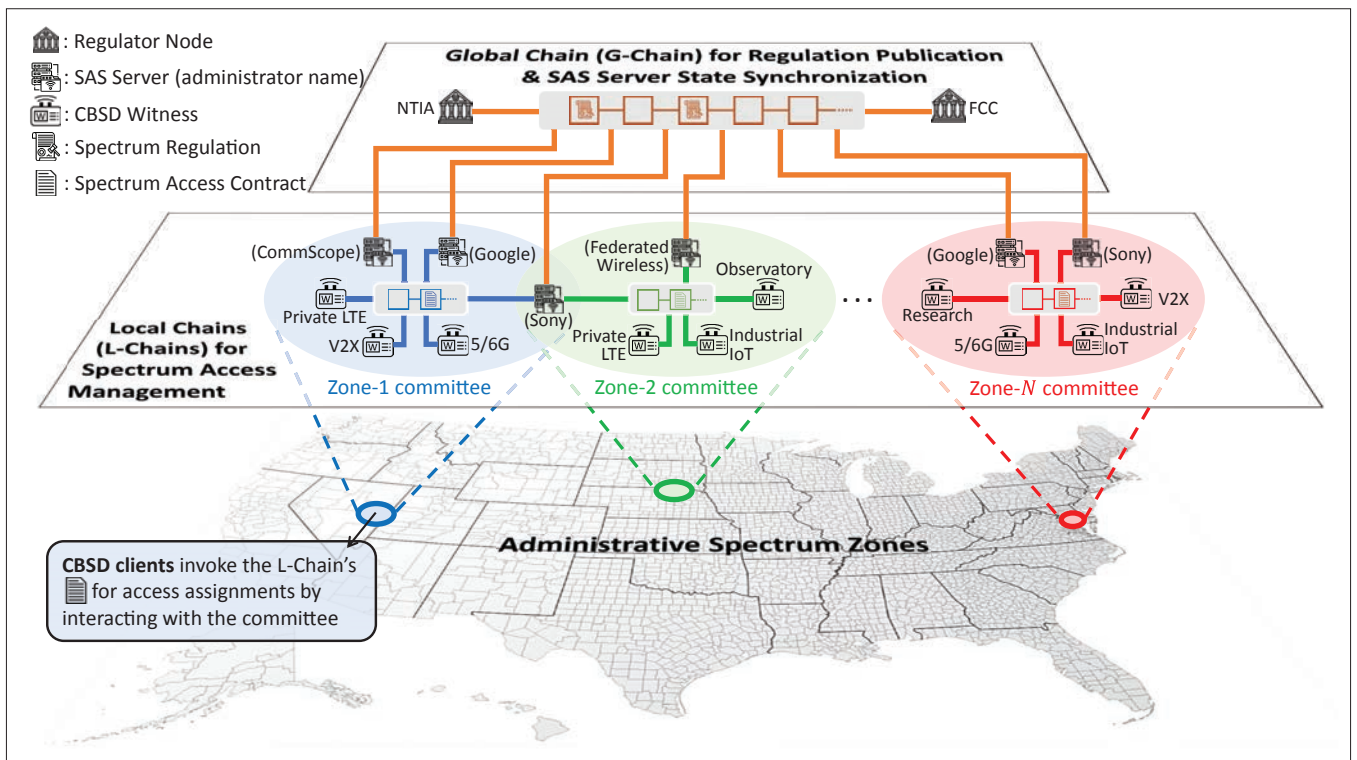 : Regulator Node
: SAS Server (administrator name)
: CBSD Witness
: Spectrum Regulation
: Spectrum Access Contract
Global Chain (G-Chain) for Regulation Publication
& SAS Server State Synchronization
NTIA
FCC
(CommScope)
(Google)
Private LTE
V2X
5/6G
(Sony)
Zone-1 committee
(Federated
Wireless)
Observatory
Private
LTE
Industrial
IoT
Zone-2 committee
...
(Google)
(Sony)
Research
V2X
5/6G
Industrial
IoT
Zone-N committee
Local Chains
(L-Chains) for
Spectrum Access
Management
Administrative Spectrum Zones
CBSD clients invoke the L-Chain's
for access assignments by
interacting with the committee
W
W
W
W
W
W
W
W
W
W
W